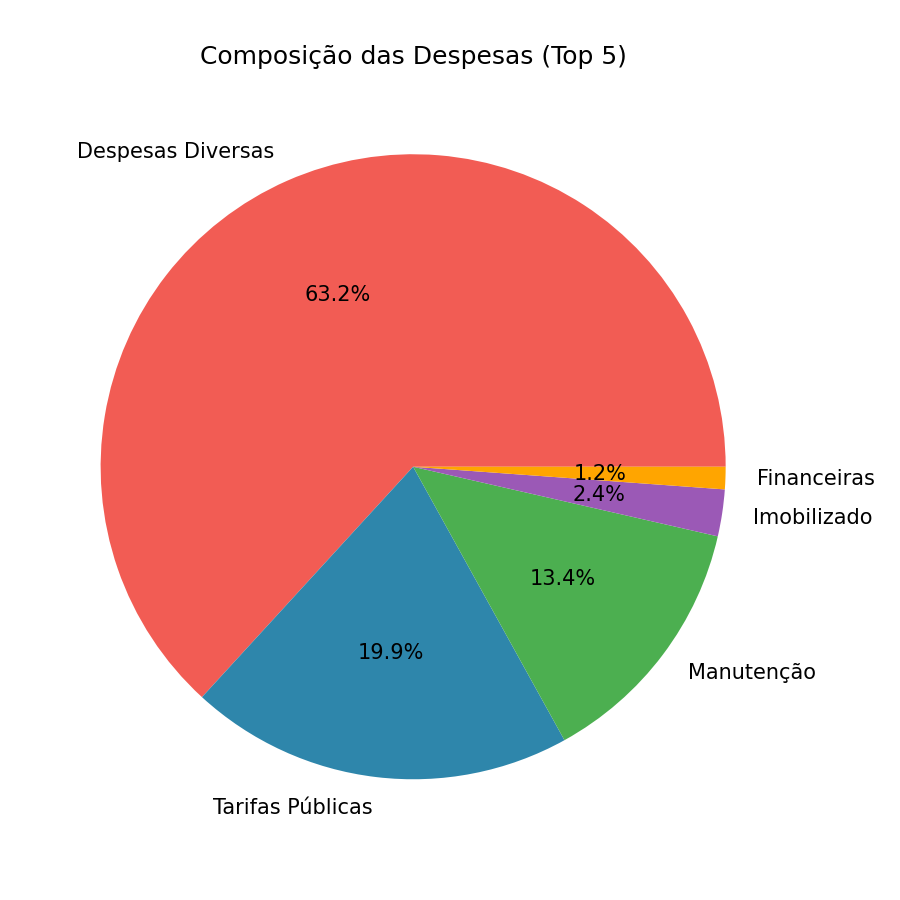 Composição das Despesas (Top 5)
Despesas Diversas
63.2%
1.2%
Financeiras
2.4%
Imobilizado
13.4%
19.9%
Manutenção
Tarifas Públicas